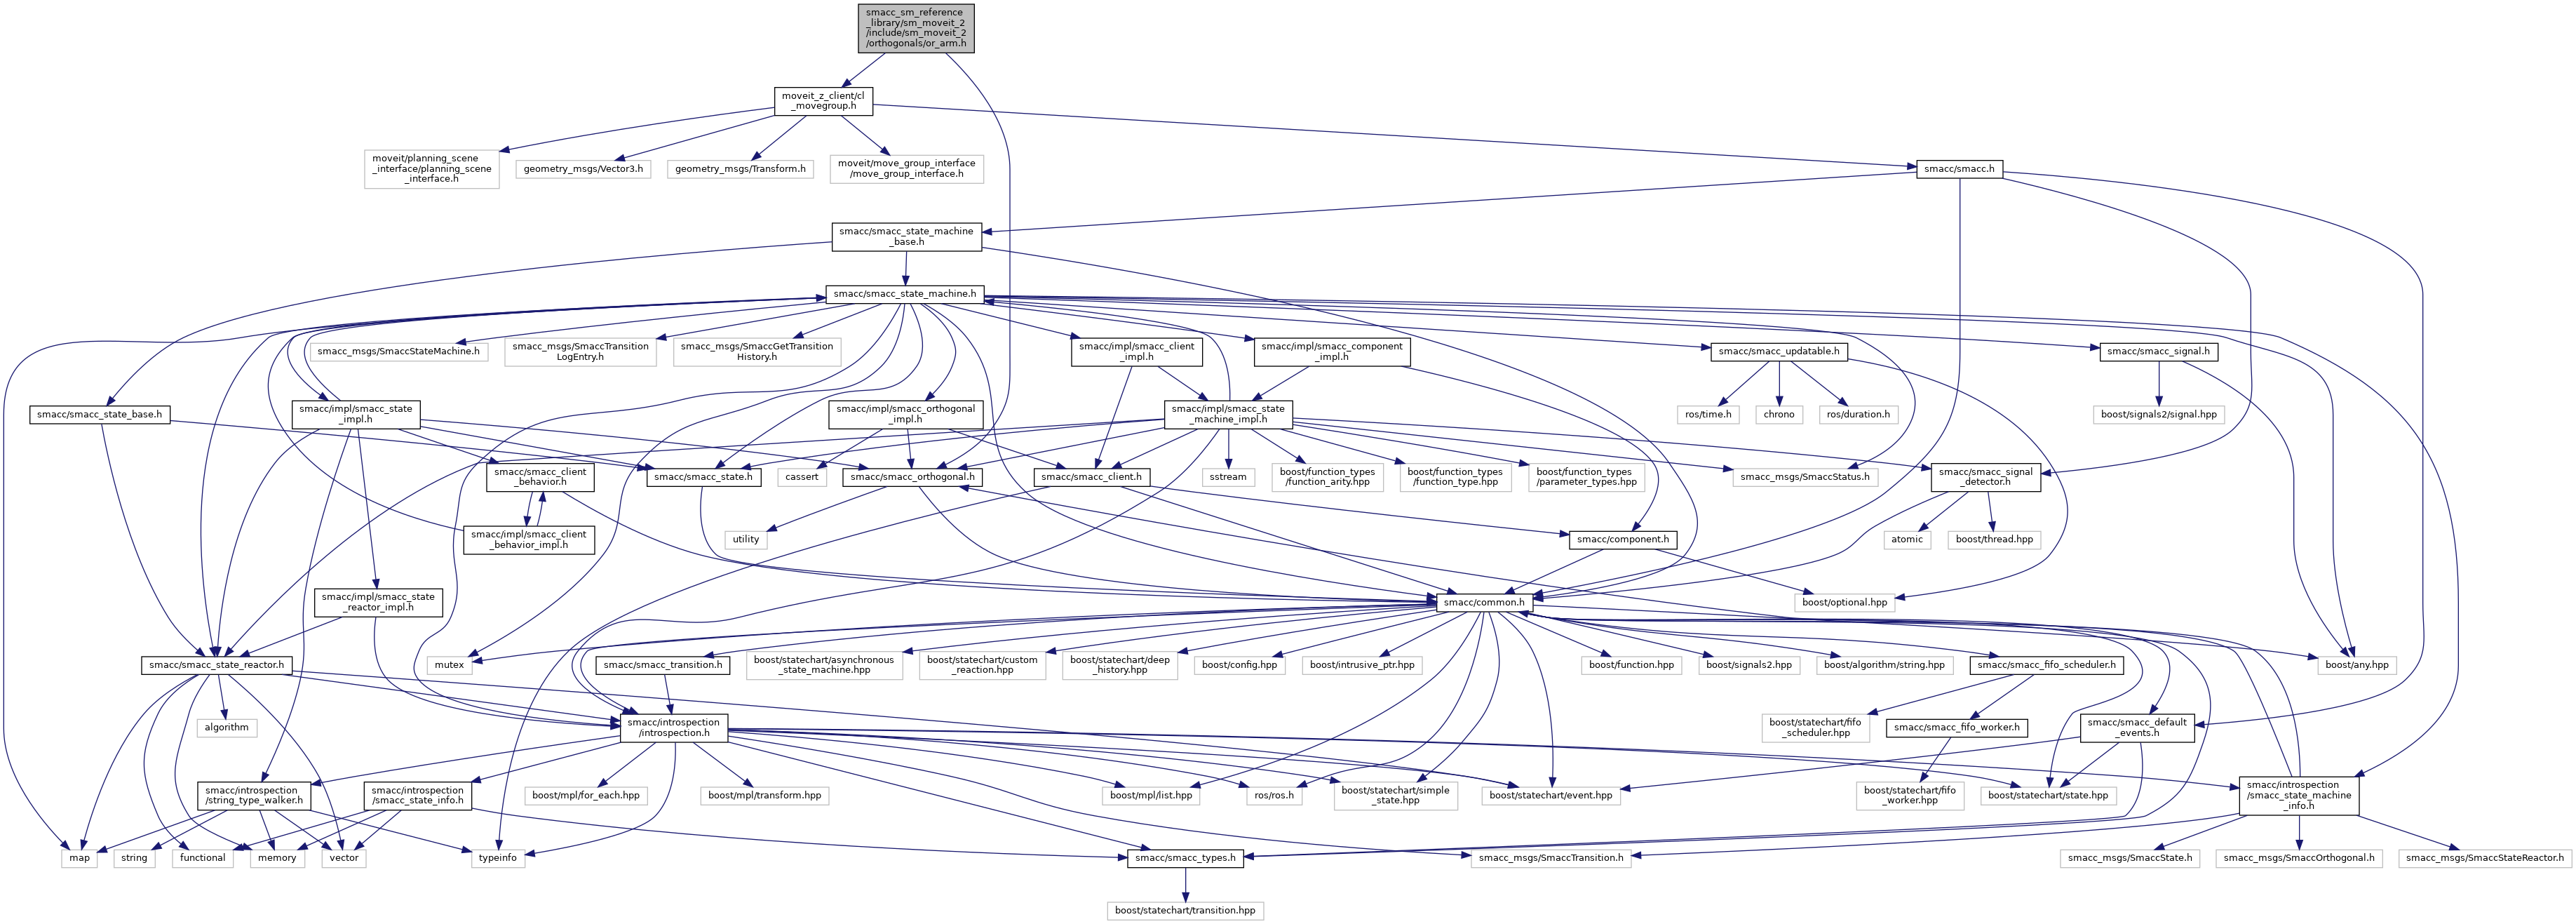 smacc_sm_reference
_library/sm_moveit_2
/include/sm_moveit_2
/orthogonals/or_arm.h
moveit_z_client/cl
_movegroup.h
moveit/planning_scene
_interface/planning_scene
_interface.h
geometry_msgs/Vector3.h
geometry_msgs/Transform.h
moveit/move_group_interface
/move_group_interface.h
smacc/smacc.h
smacc/smacc_state_machine
_base.h
smacc/smacc_state_machine.h
smacc_msgs/SmaccStateMachine.h
smacc_msgs/SmaccTransition
LogEntry.h
smacc_msgs/SmaccGetTransition
History.h
smacc/impl/smacc_client
_impl.h
smacc/impl/smacc_component
_impl.h
smacc/smacc_updatable.h
smacc/smacc_signal.h
smacc/smacc_state_base.h
smacc/impl/smacc_state
_impl.h
smacc/impl/smacc_orthogonal
_impl.h
smacc/impl/smacc_state
_machine_impl.h
ros/time.h
chrono
ros/duration.h
boost/signals2/signal.hpp
smacc/smacc_client
_behavior.h
smacc/smacc_state.h
cassert
smacc/smacc_orthogonal.h
smacc/smacc_client.h
sstream
boost/function_types
/function_arity.hpp
boost/function_types
/function_type.hpp
boost/function_types
/parameter_types.hpp
smacc_msgs/SmaccStatus.h
smacc/smacc_signal
_detector.h
smacc/impl/smacc_client
_behavior_impl.h
utility
smacc/component.h
atomic
boost/thread.hpp
smacc/impl/smacc_state
_reactor_impl.h
smacc/common.h
boost/optional.hpp
smacc/smacc_state_reactor.h
mutex
smacc/smacc_transition.h
boost/statechart/asynchronous
_state_machine.hpp
boost/statechart/custom
_reaction.hpp
boost/statechart/deep
_history.hpp
boost/config.hpp
boost/intrusive_ptr.hpp
boost/function.hpp
boost/signals2.hpp
boost/algorithm/string.hpp
smacc/smacc_fifo_scheduler.h
boost/any.hpp
algorithm
smacc/introspection
/introspection.h
boost/statechart/fifo
_scheduler.hpp
smacc/smacc_fifo_worker.h
smacc/smacc_default
_events.h
smacc/introspection
/string_type_walker.h
smacc/introspection
/smacc_state_info.h
boost/mpl/for_each.hpp
boost/mpl/transform.hpp
boost/mpl/list.hpp
ros/ros.h
boost/statechart/simple
_state.hpp
boost/statechart/event.hpp
boost/statechart/fifo
_worker.hpp
boost/statechart/state.hpp
smacc/introspection
/smacc_state_machine
_info.h
map
string
functional
memory
vector
typeinfo
smacc/smacc_types.h
smacc_msgs/SmaccTransition.h
smacc_msgs/SmaccState.h
smacc_msgs/SmaccOrthogonal.h
smacc_msgs/SmaccStateReactor.h
boost/statechart/transition.hpp